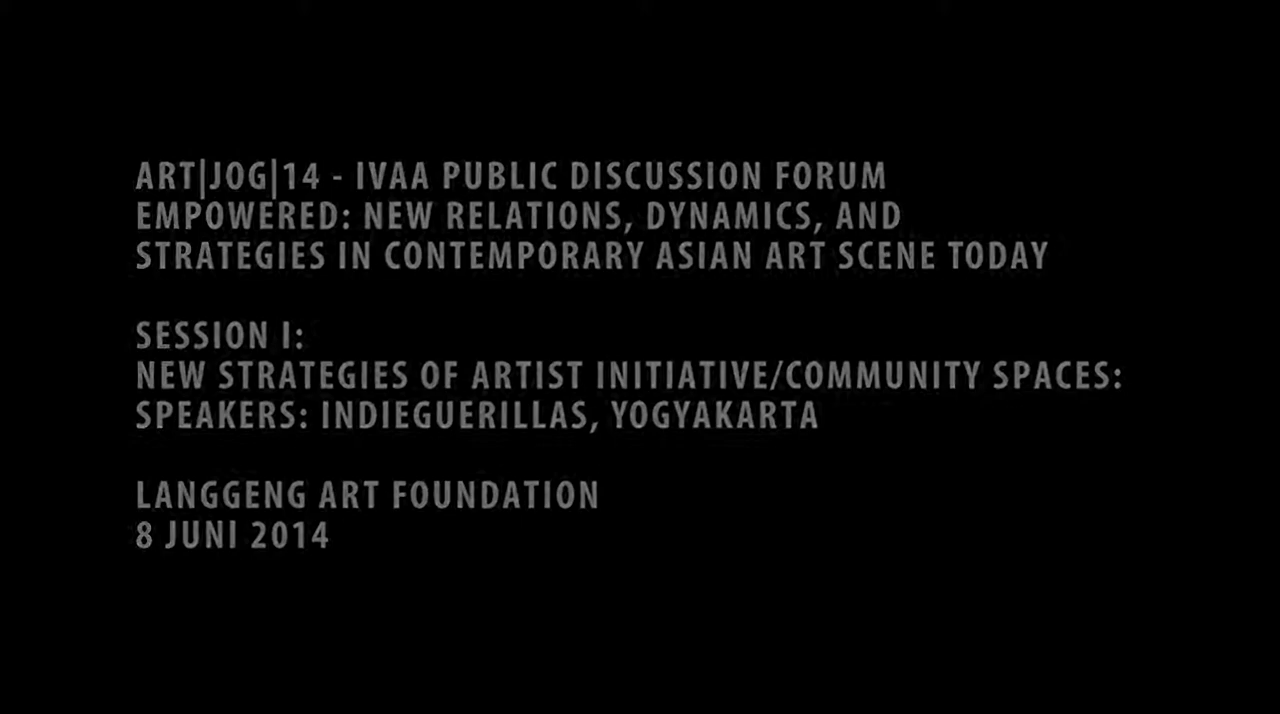 ART|JOG|14 - IVAA PUBLIC DISCUSSION FORUM
EMPOWERED: NEW RELATIONS, DYNAMICS, AND
STRATEGIES IN CONTEMPORARY ASIAN ART SCENE TODAY
SESSION I:
NEW STRATEGIES OF ARTIST INITIATIVE/COMMUNITY SPACES:
SPEAKERS: INDIEGUERILLAS, YOGYAKARTA
LANGGENG ART FOUNDATION
8 JUNI 2014